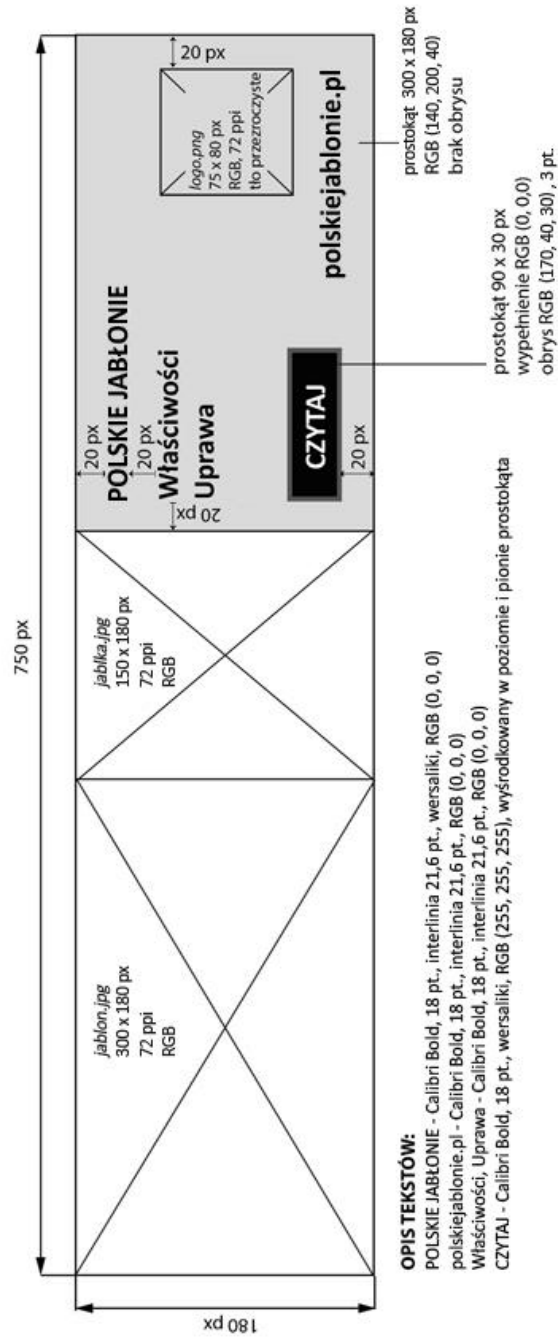 750 px
180 px
jablon.jpg
300 x 180 px
72 ppi
RGB
jablka.jpg
150 x 180 px
72 ppi
RGB
20 px
POLSKIE JABŁONIE
20 px
Właściwości
Uprawa
20 px
CZYTAJ
20 px
logo.png
75 x 80 px
RGB, 72 ppi
tło przezroczyste
20 px
polskiejablonie.pl
prostokąt 90 x 30 px
wypełnienie RGB (0, 0,0)
obrys RGB (170, 40, 30) , 3 pt.
prostokąt 300 x 180 px
RGB (140, 200, 40)
brak obrysu
OPIS TEKSTÓW:
POLSKIE JABŁONIE - Calibri Bold, 18 pt., interlinia 21,6 pt., wersaliki, RGB (0, 0, 0)
polskiejablonie.pl - Calibri Bold, 18 pt., interlinia 21,6 pt., RGB (0, 0, 0)
Właściwości, Uprawa - Calibri Bold, 18 pt., interlinia 21,6 pt., RGB (0, 0, 0)
CZYTAJ - Calibri Bold, 18 pt., wersaliki, RGB (255, 255, 255), wyśrodkowany w poziomie i pionie prostokąta